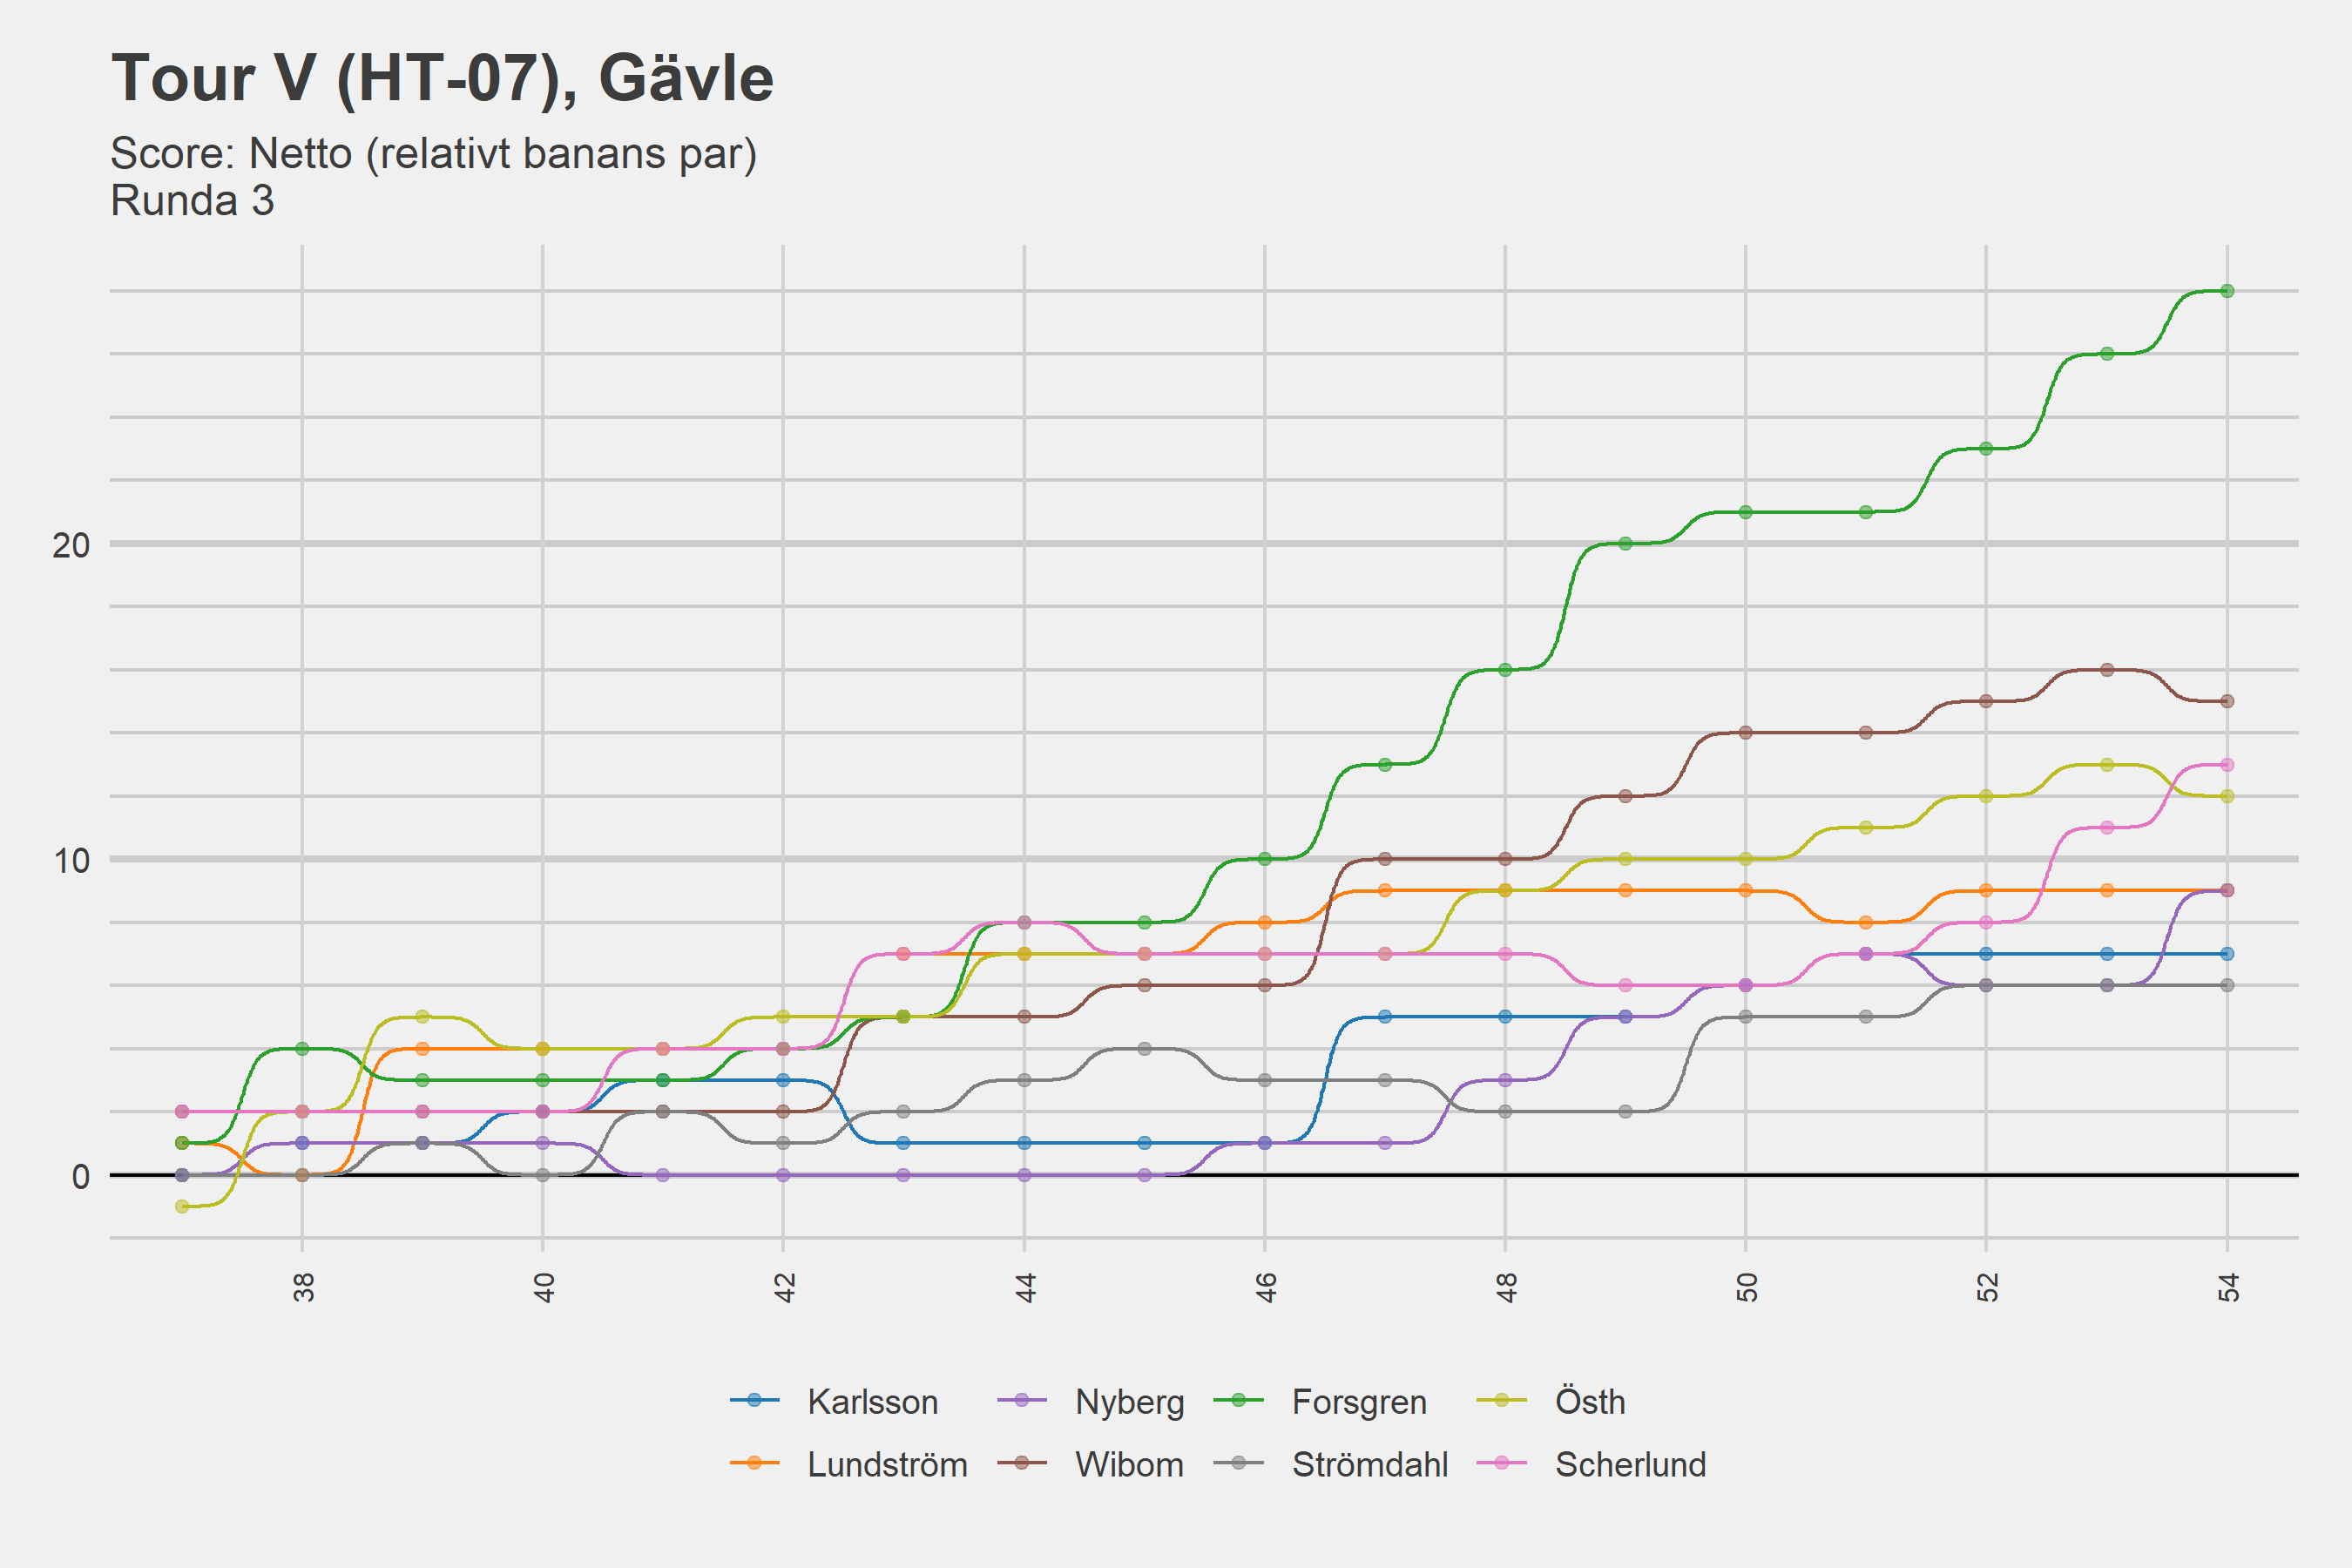 Tour V (HT-07), Gävle
Score: Netto (relativt banans par)
Runda 3
20
10
0
38 40 42 44 46 48 50 52 54
Karlsson Nyberg Forsgren Östh
Lundström Wibom Strömdahl Scherlund